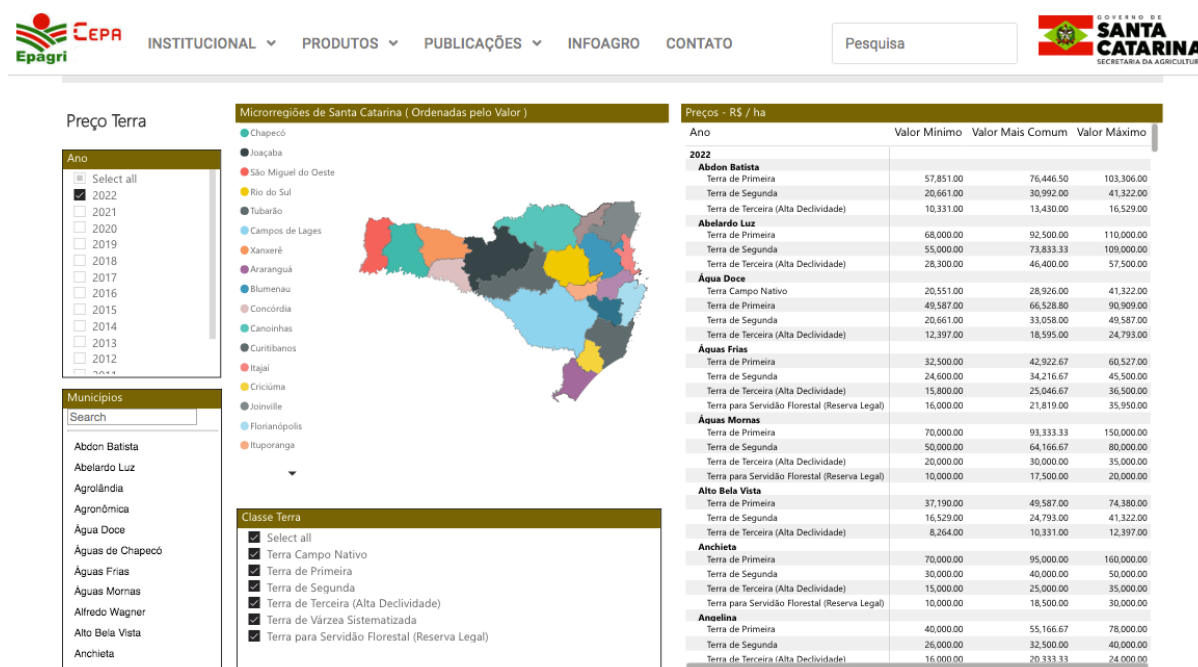 CEPA
Epagri
INSTITUCIONAL
PRODUTOS
PUBLICAÇÕES
INFOAGRO
CONTATO
Pesquisa
GOVERNO DE
SANTA
CATARINA
SECRETARIA DA AGRICULTURA
Preço Terra
Ano
Select all
2022
2021
2020
2019
2018
2017
2016
2015
2014
2013
2012
2011
Municípios
Search
Abdon Batista
Abelardo Luz
Agrolândia
Agronômica
Água Doce
Águas de Chapecó
Águas Frias
Águas Mornas
Alfredo Wagner
Alto Bela Vista
Anchieta
Microrregiões de Santa Catarina ( Ordenadas pelo Valor )
Chapecó
Joaçaba
São Miguel do Oeste
Rio do Sul
Tubarão
Campos de Lages
Xanxerê
Araranguá
Blumenau
Concórdia
Canoinhas
Curitibanos
Itajaí
Criciúma
Joinville
Florianópolis
Ituporanga
Classe Terra
Select all
Terra Campo Nativo
Terra de Primeira
Terra de Segunda
Terra de Terceira (Alta Declividade)
Terra de Várzea Sistematizada
Terra para Servidão Florestal (Reserva Legal)
Preços - R$ / ha
Ano Valor Mínimo Valor Mais Comum Valor Máximo
2022
Abdon Batista
Terra de Primeira 57,851.00 76,446.50 103,306.00
Terra de Segunda 20,661.00 30,992.00 41,322.00
Terra de Terceira (Alta Declividade) 10,331.00 13,430.00 16,529.00
Abelardo Luz
Terra de Primeira 68,000.00 92,500.00 110,000.00
Terra de Segunda 55,000.00 73,833.33 109,000.00
Terra de Terceira (Alta Declividade) 28,300.00 46,400.00 57,500.00
Água Doce
Terra Campo Nativo 20,551.00 28,926.00 41,322.00
Terra de Primeira 49,587.00 66,528.80 90,909.00
Terra de Segunda 20,661.00 33,058.00 49,587.00
Terra de Terceira (Alta Declividade) 12,397.00 18,595.00 24,793.00
Águas Frias
Terra de Primeira 32,500.00 42,922.67 60,527.00
Terra de Segunda 24,600.00 34,216.67 45,500.00
Terra de Terceira (Alta Declividade) 15,800.00 25,046.67 36,500.00
Terra para Servidão Florestal (Reserva Legal) 16,000.00 21,819.00 35,950.00
Águas Mornas
Terra de Primeira 70,000.00 93,333.33 150,000.00
Terra de Segunda 50,000.00 64,166.67 80,000.00
Terra de Terceira (Alta Declividade) 20,000.00 30,000.00 35,000.00
Terra para Servidão Florestal (Reserva Legal) 10,000.00 17,500.00 20,000.00
Alto Bela Vista
Terra de Primeira 37,190.00 49,587.00 74,380.00
Terra de Segunda 16,529.00 24,793.00 41,322.00
Terra de Terceira (Alta Declividade) 8,264.00 10,331.00 12,397.00
Anchieta
Terra de Primeira 70,000.00 95,000.00 160,000.00
Terra de Segunda 30,000.00 40,000.00 50,000.00
Terra de Terceira (Alta Declividade) 15,000.00 25,000.00 35,000.00
Terra para Servidão Florestal (Reserva Legal) 10,000.00 18,500.00 30,000.00
Angelina
Terra de Primeira 40,000.00 55,166.67 78,000.00
Terra de Segunda 26,000.00 32,500.00 40,000.00
Terra de Terceira (Alta Declividade) 16,000.00 20,333.33 24,000.00